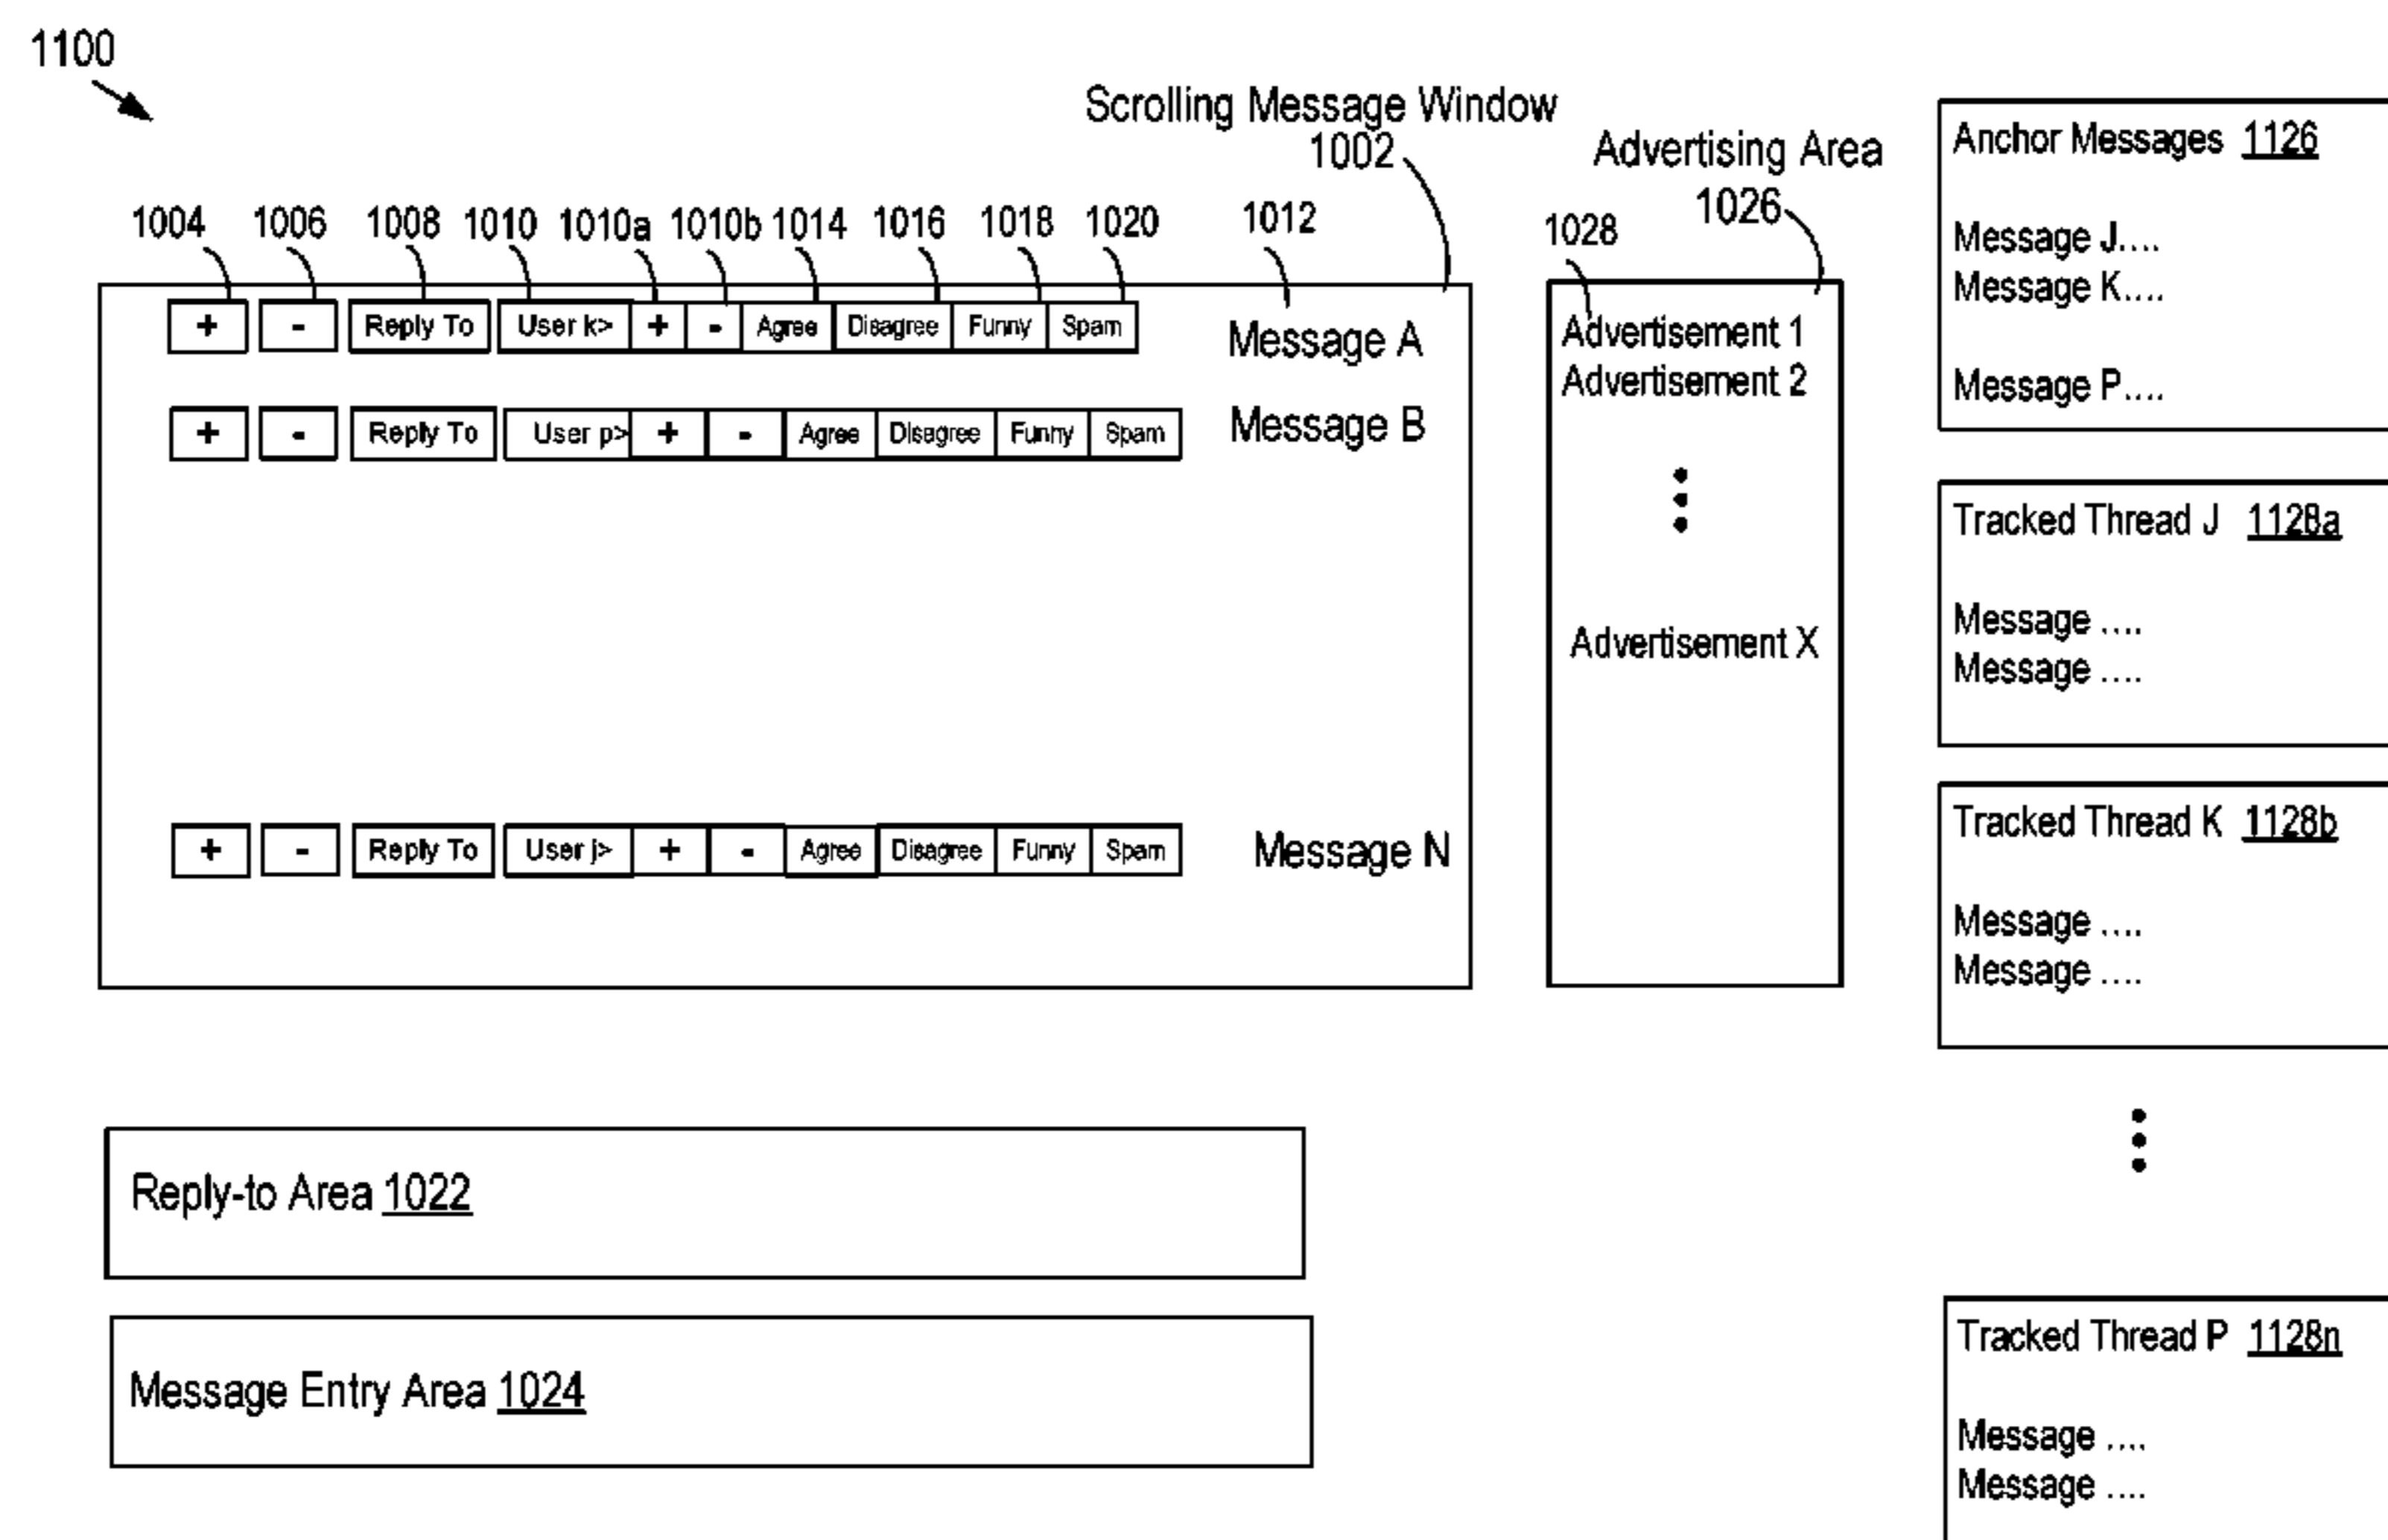 1100
Scrolling Message Window
1002
Advertising Area
1026
1004 1006 1008 1010 1010a 1010b 1014 1016 1018 1020 1012
1028
+ - Reply To User k> + - Agree Disagree Funny Spam Message A
+ - Reply To User p> + - Agree Disagree Funny Spam Message B
+ - Reply To User j> + - Agree Disagree Funny Spam Message N
Advertisement 1
Advertisement 2
Advertisement X
Anchor Messages 1126
Message J....
Message K....
Message P....
Tracked Thread J 1128a
Message ....
Message ....
Tracked Thread K 1128b
Message ....
Message ....
Tracked Thread P 1128n
Message ....
Message ....
Reply-to Area 1022
Message Entry Area 1024